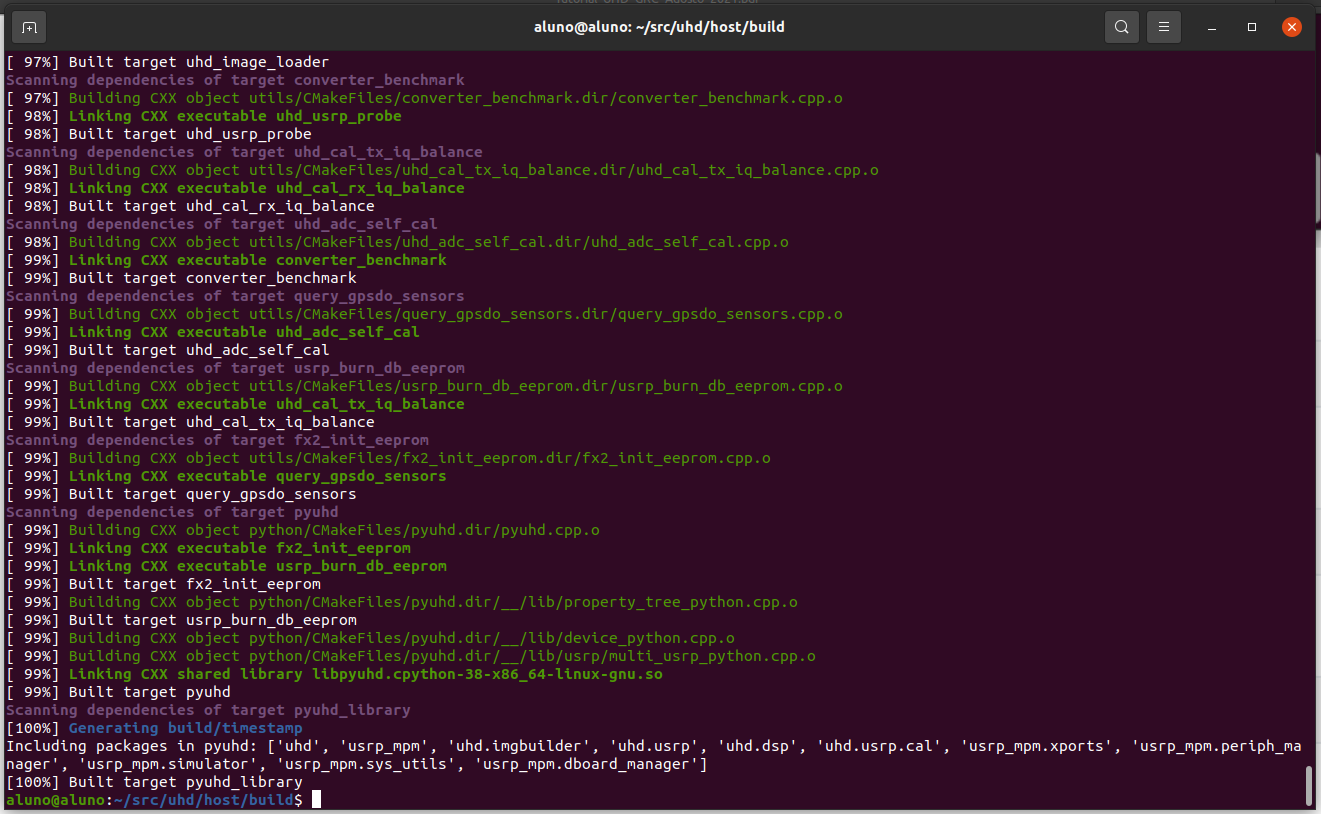 aluno@aluno: ~/src/uhd/host/build
[ 97%] Built target uhd_image_loader
Scanning dependencies of target converter_benchmark
[ 97%] Building CXX object utils/CMakeFiles/converter_benchmark.dir/converter_benchmark.cpp.o
[ 98%] Linking CXX executable uhd_usrp_probe
[ 98%] Built target uhd_usrp_probe
Scanning dependencies of target uhd_cal_tx_iq_balance
[ 98%] Building CXX object utils/CMakeFiles/uhd_cal_tx_iq_balance.dir/uhd_cal_tx_iq_balance.cpp.o
[ 98%] Linking CXX executable uhd_cal_rx_iq_balance
[ 98%] Built target uhd_cal_rx_iq_balance
Scanning dependencies of target uhd_adc_self_cal
[ 98%] Building CXX object utils/CMakeFiles/uhd_adc_self_cal.dir/uhd_adc_self_cal.cpp.o
[ 99%] Linking CXX executable converter_benchmark
[ 99%] Built target converter_benchmark
Scanning dependencies of target query_gpsdo_sensors
[ 99%] Building CXX object utils/CMakeFiles/query_gpsdo_sensors.dir/query_gpsdo_sensors.cpp.o
[ 99%] Linking CXX executable uhd_adc_self_cal
[ 99%] Built target uhd_adc_self_cal
Scanning dependencies of target usrp_burn_db_eeprom
[ 99%] Building CXX object utils/CMakeFiles/usrp_burn_db_eeprom.dir/usrp_burn_db_eeprom.cpp.o
[ 99%] Linking CXX executable uhd_cal_tx_iq_balance
[ 99%] Built target uhd_cal_tx_iq_balance
Scanning dependencies of target fx2_init_eeprom
[ 99%] Building CXX object utils/CMakeFiles/fx2_init_eeprom.dir/fx2_init_eeprom.cpp.o
[ 99%] Linking CXX executable query_gpsdo_sensors
[ 99%] Built target query_gpsdo_sensors
Scanning dependencies of target pyuhd
[ 99%] Building CXX object python/CMakeFiles/pyuhd.dir/pyuhd.cpp.o
[ 99%] Linking CXX executable fx2_init_eeprom
[ 99%] Linking CXX executable usrp_burn_db_eeprom
[ 99%] Built target fx2_init_eeprom
[ 99%] Building CXX object python/CMakeFiles/pyuhd.dir/__/lib/property_tree_python.cpp.o
[ 99%] Built target usrp_burn_db_eeprom
[ 99%] Building CXX object python/CMakeFiles/pyuhd.dir/__/lib/device_python.cpp.o
[ 99%] Building CXX object python/CMakeFiles/pyuhd.dir/__/lib/usrp/multi_usrp_python.cpp.o
[ 99%] Linking CXX shared library libpyuhd.cpython-38-x86_64-linux-gnu.so
[ 99%] Built target pyuhd
Scanning dependencies of target pyuhd_library
[100%] Generating build/timestamp
Including packages in pyuhd: ['uhd', 'usrp_mpm', 'uhd.imgbuilder', 'uhd.usrp', 'uhd.dsp', 'uhd.usrp.cal', 'usrp_mpm.xports', 'usrp_mpm.periph_ma
nager', 'usrp_mpm.simulator', 'usrp_mpm.sys_utils', 'usrp_mpm.dboard_manager']
[100%] Built target pyuhd_library
aluno@aluno:~/src/uhd/host/build$